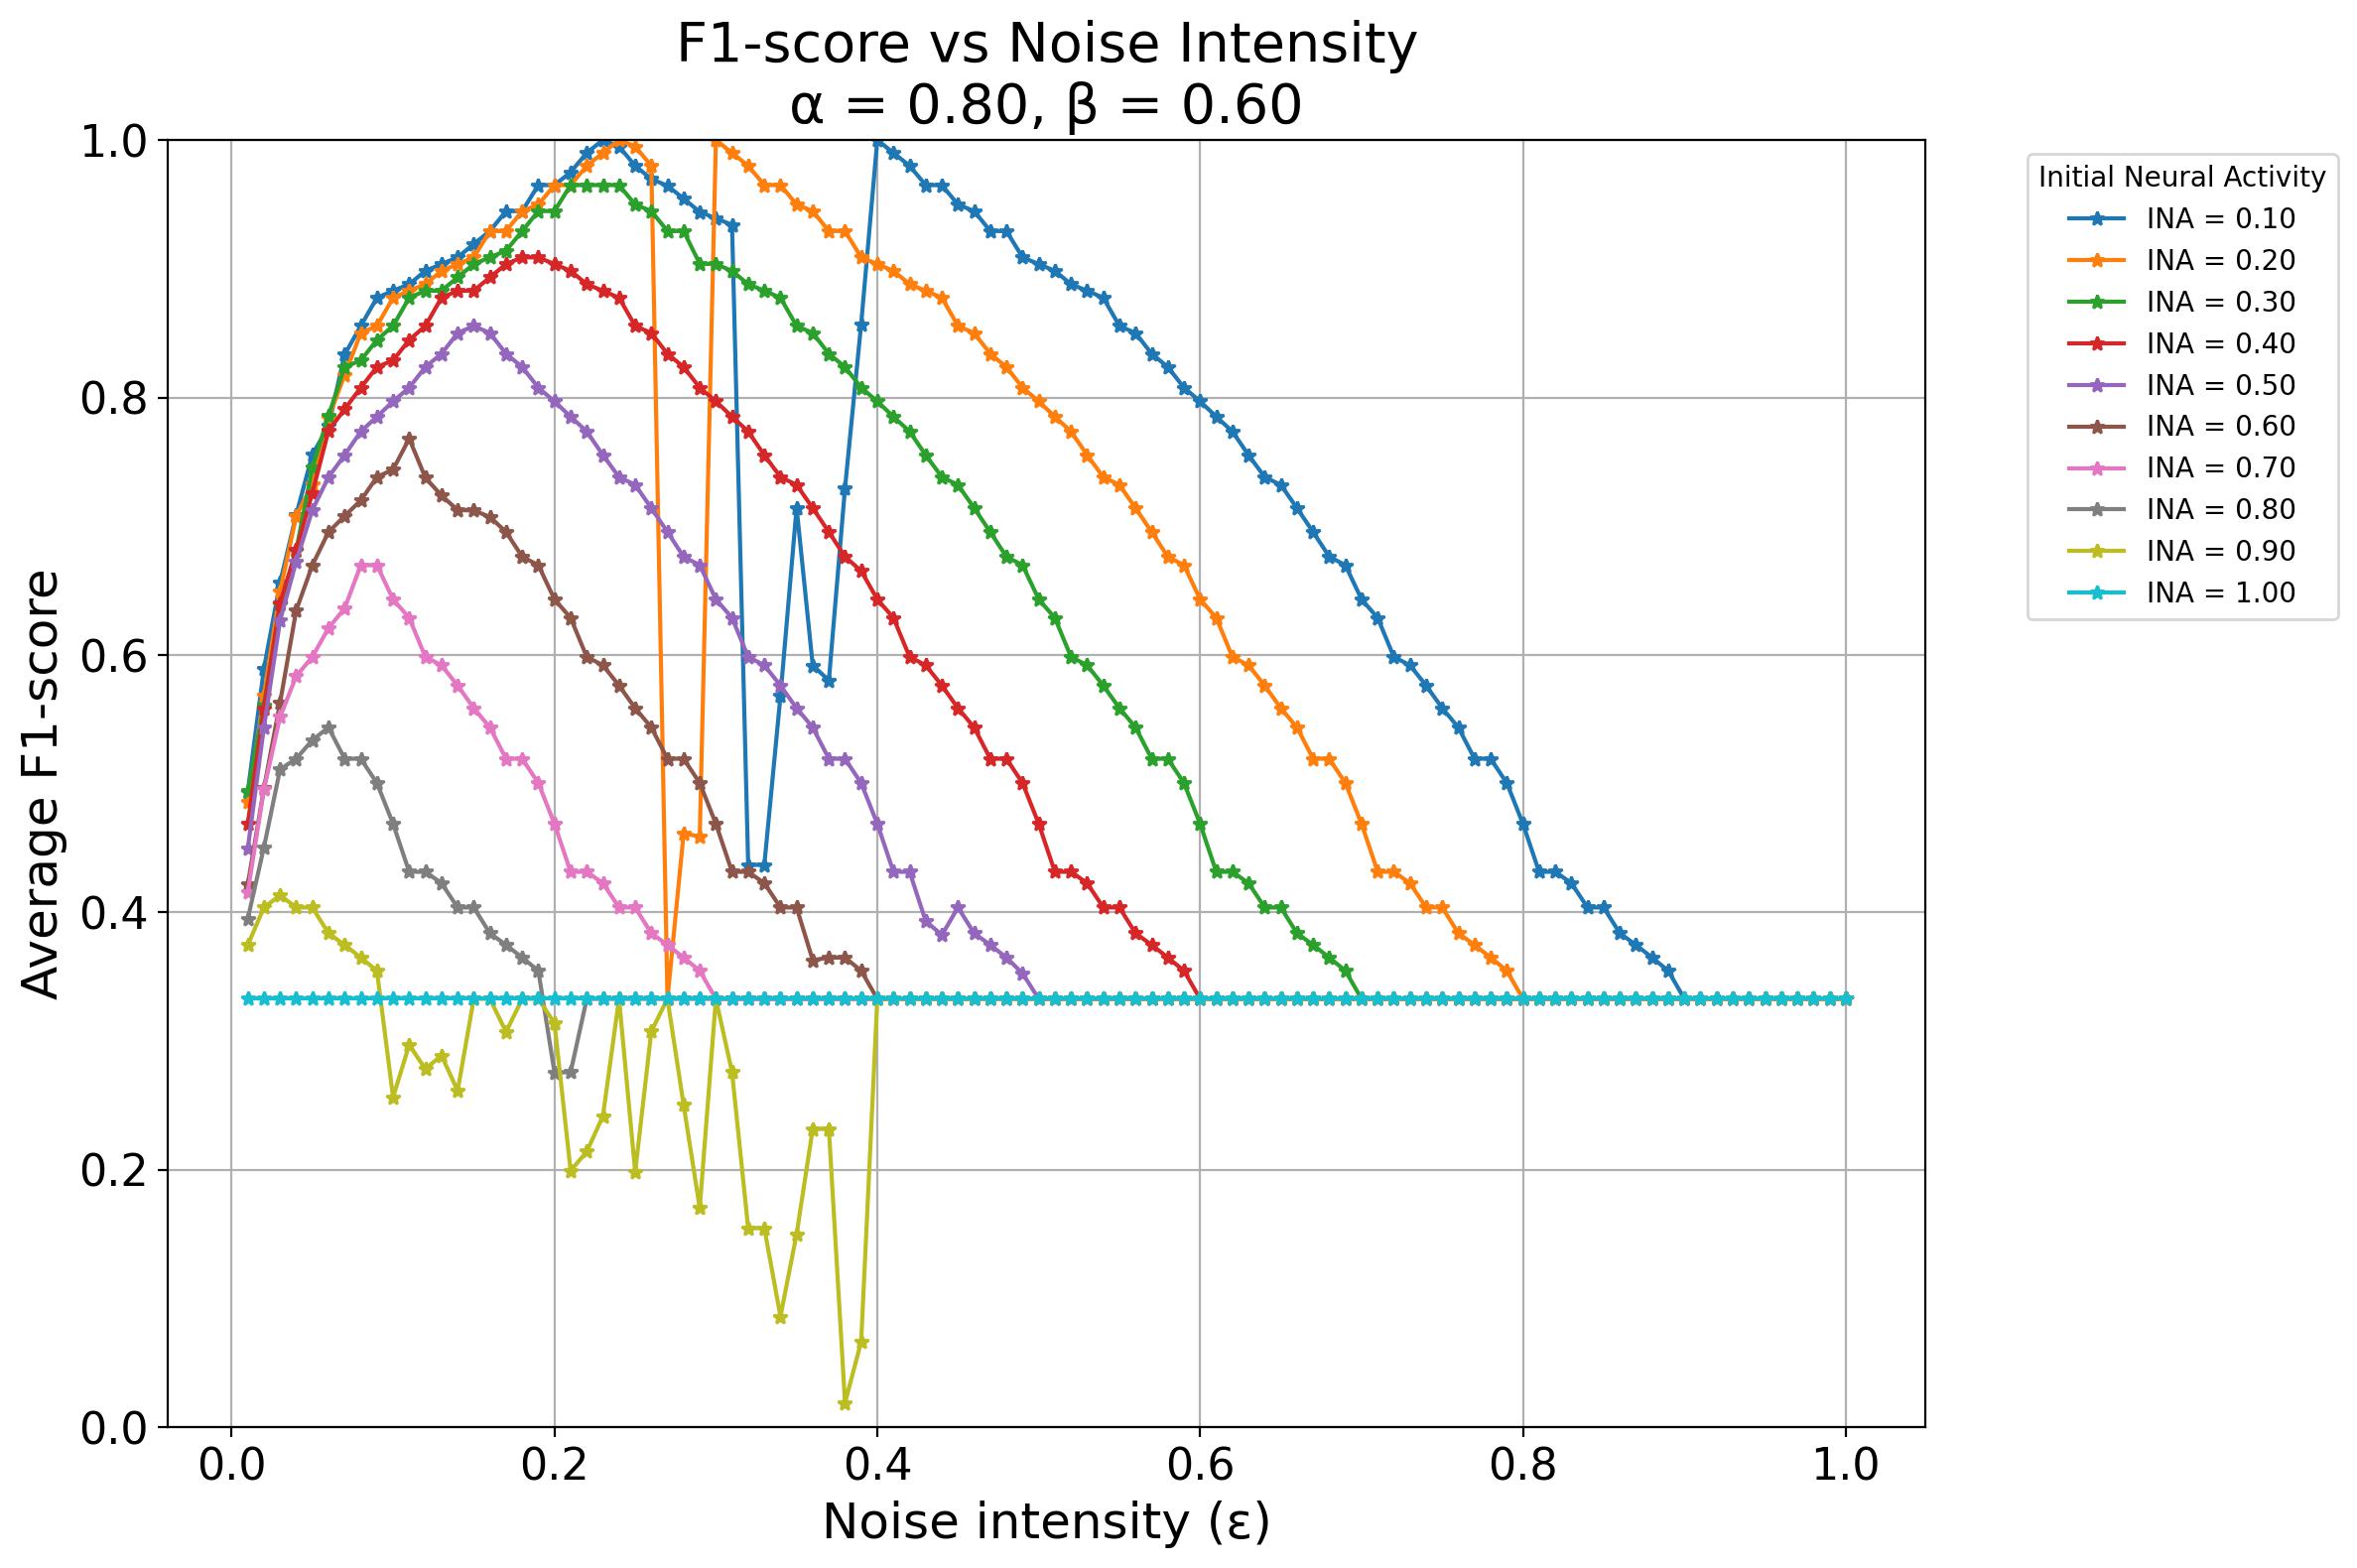 F1-score vs Noise Intensity
α = 0.80, β = 0.60
Average F1-score
1.0
0.8
0.6
0.4
0.2
0.0
0.0 0.2 0.4 0.6 0.8 1.0
Noise intensity (ε)
Initial Neural Activity
INA = 0.10
INA = 0.20
INA = 0.30
INA = 0.40
INA = 0.50
INA = 0.60
INA = 0.70
INA = 0.80
INA = 0.90
INA = 1.00